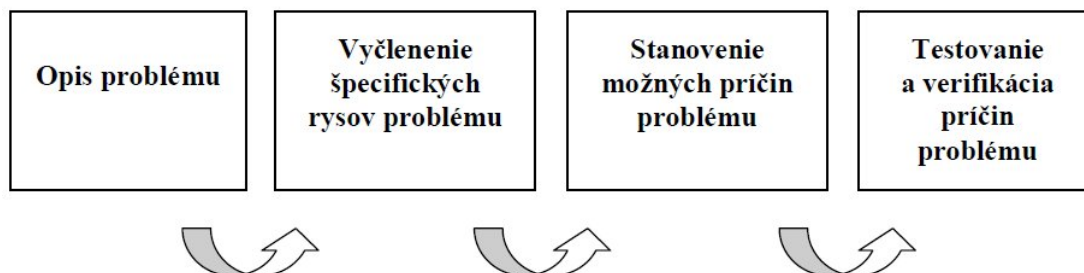 Opis problému
Vyčlenenie
špecifických
rysov problému
Stanovenie
možných príčin
problému
Testovanie
a verifikácia
príčin
problému